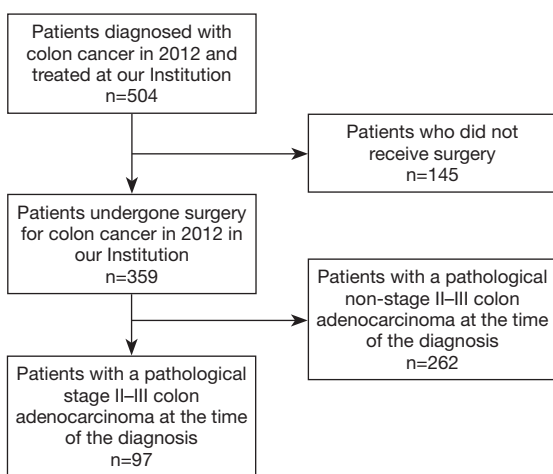 Patients diagnosed with
colon cancer in 2012 and
treated at our Institution
n=504
Patients who did not
receive surgery
n=145
Patients undergone surgery
for colon cancer in 2012 in
our Institution
n=359
Patients with a pathological
non-stage II–III colon
adenocarcinoma at the time
of the diagnosis
n=262
Patients with a pathological
stage II–III colon
adenocarcinoma at the time
of the diagnosis
n=97